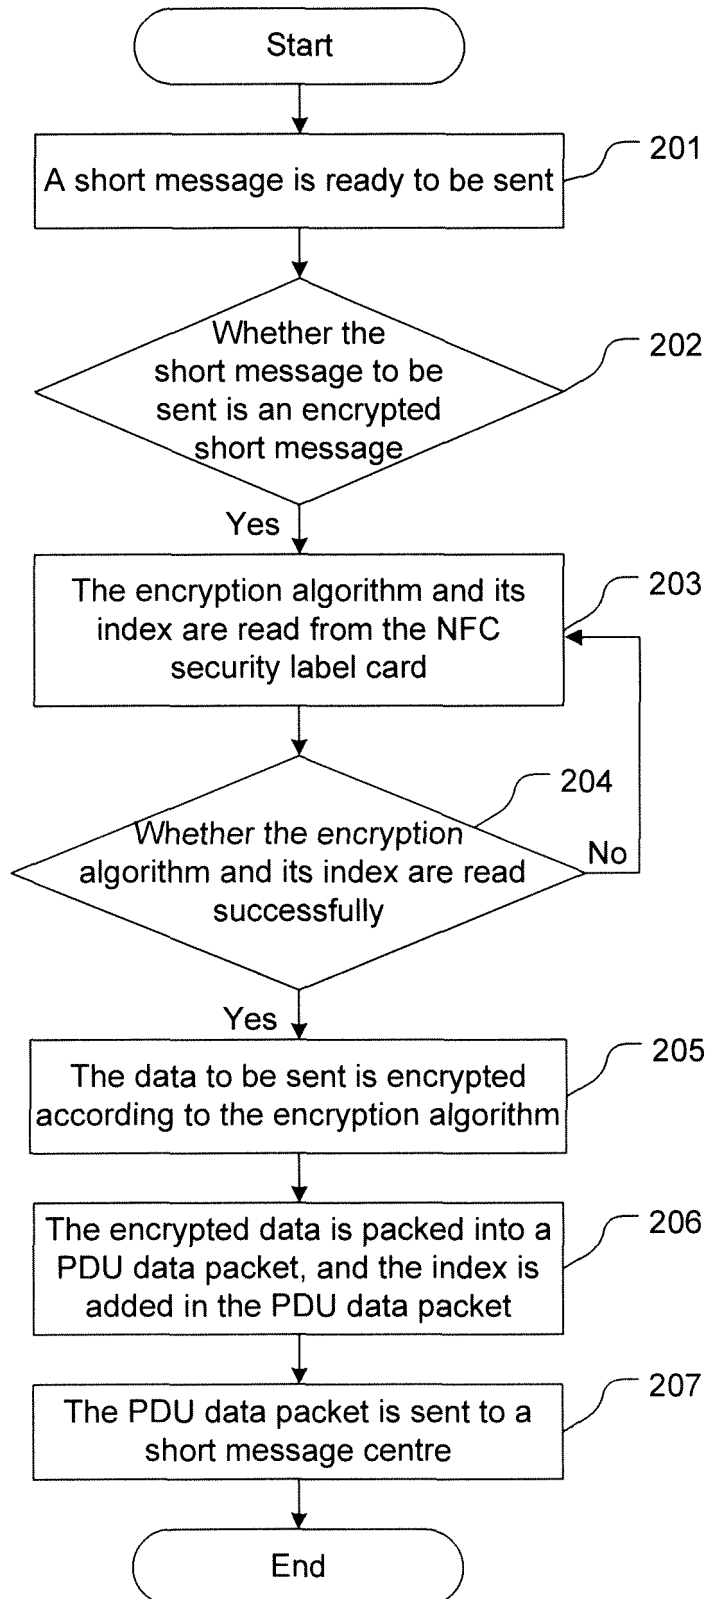 Start
A short message is ready to be sent
201
Whether the
short message to be
sent is an encrypted
short message
202
Yes
The encryption algorithm and its
index are read from the NFC
security label card
203
Whether the encryption
algorithm and its index are read
successfully
204
No
Yes
The data to be sent is encrypted
according to the encryption algorithm
205
The encrypted data is packed into a
PDU data packet, and the index is
added in the PDU data packet
206
The PDU data packet is sent to a
short message centre
207
End